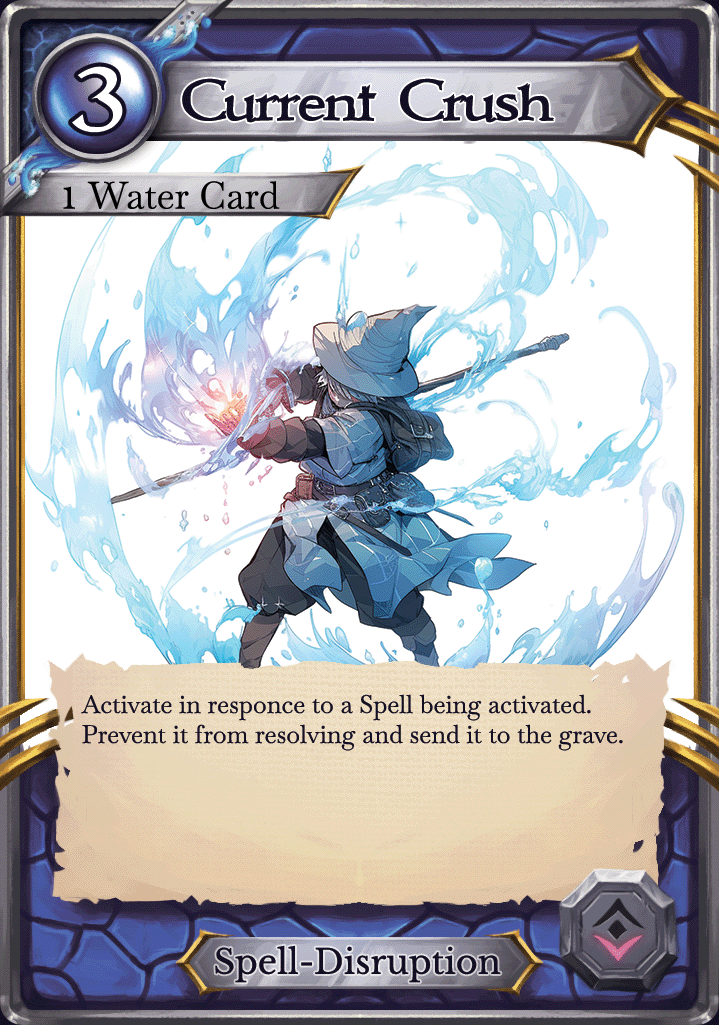 3
Current Crush
1 Water Card
Activate in responce to a Spell being activated.
Prevent it from resolving and send it to the grave.
Spell-Disruption